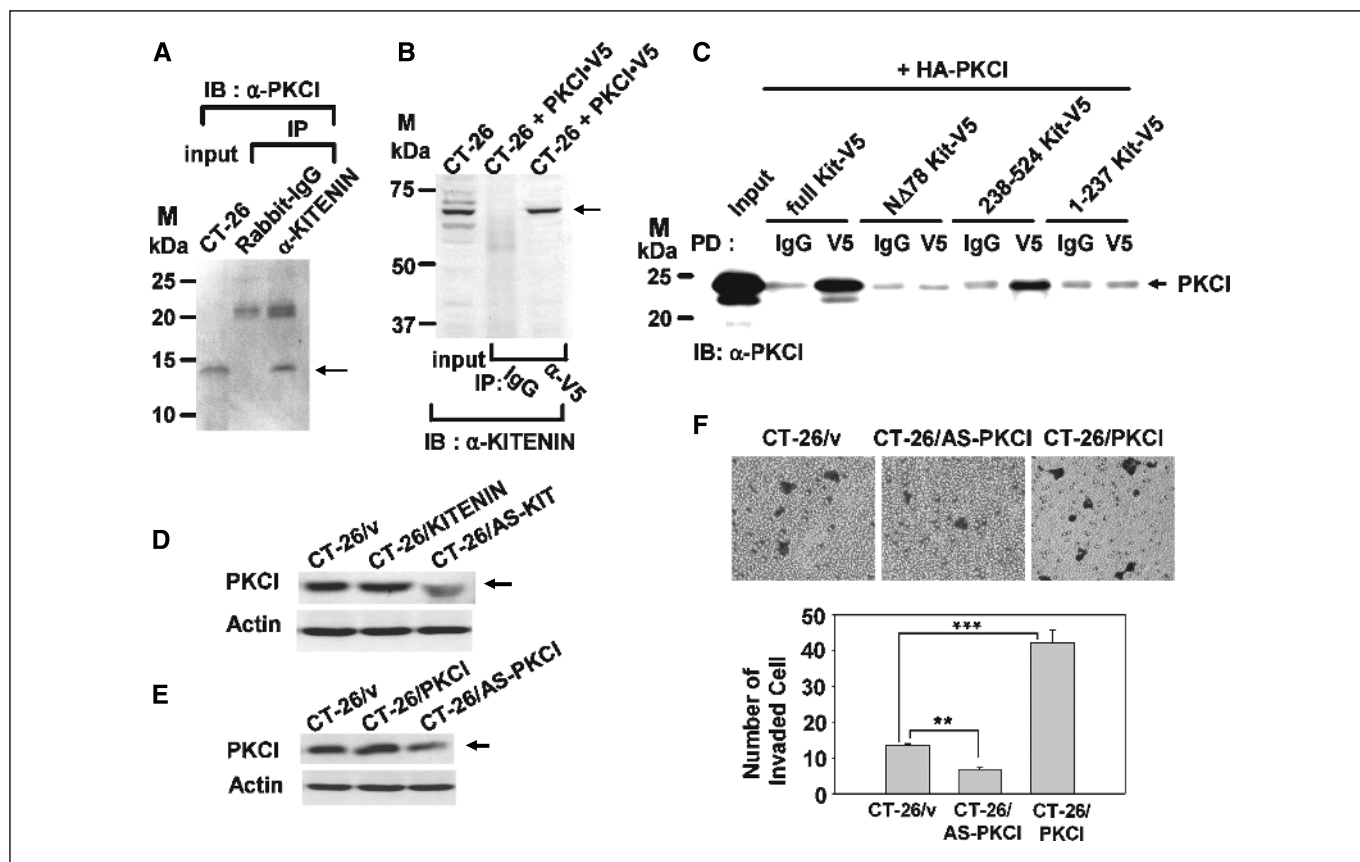 A
IB : α-PKCI
IP
input
M
kDa
CT-26
Rabbit-IgG
α-KITENIN
25
20
15
10
B
M
kDa
CT-26
CT-26 + PKCI•V5
CT-26 + PKCI•V5
75
50
37
input
IP:
IgG
α-V5
IB : α-KITENIN
C
+ HA-PKCI
Input
full Kit-V5
NΔ78 Kit-V5
238-524 Kit-V5
1-237 Kit-V5
M
kDa
PD :
IgG V5 IgG V5 IgG V5 IgG V5
25
20
PKCI
IB: α-PKCI
D
CT-26/v
CT-26/KITENIN
CT-26/AS-KIT
PKCI
Actin
E
CT-26/v
CT-26/PKCI
CT-26/AS-PKCI
PKCI
Actin
F
CT-26/v CT-26/AS-PKCI CT-26/PKCI
Number of
Invaded Cell
50
40
30
20
10
0
***
**
CT-26/v
CT-26/
AS-PKCI
CT-26/
PKCI